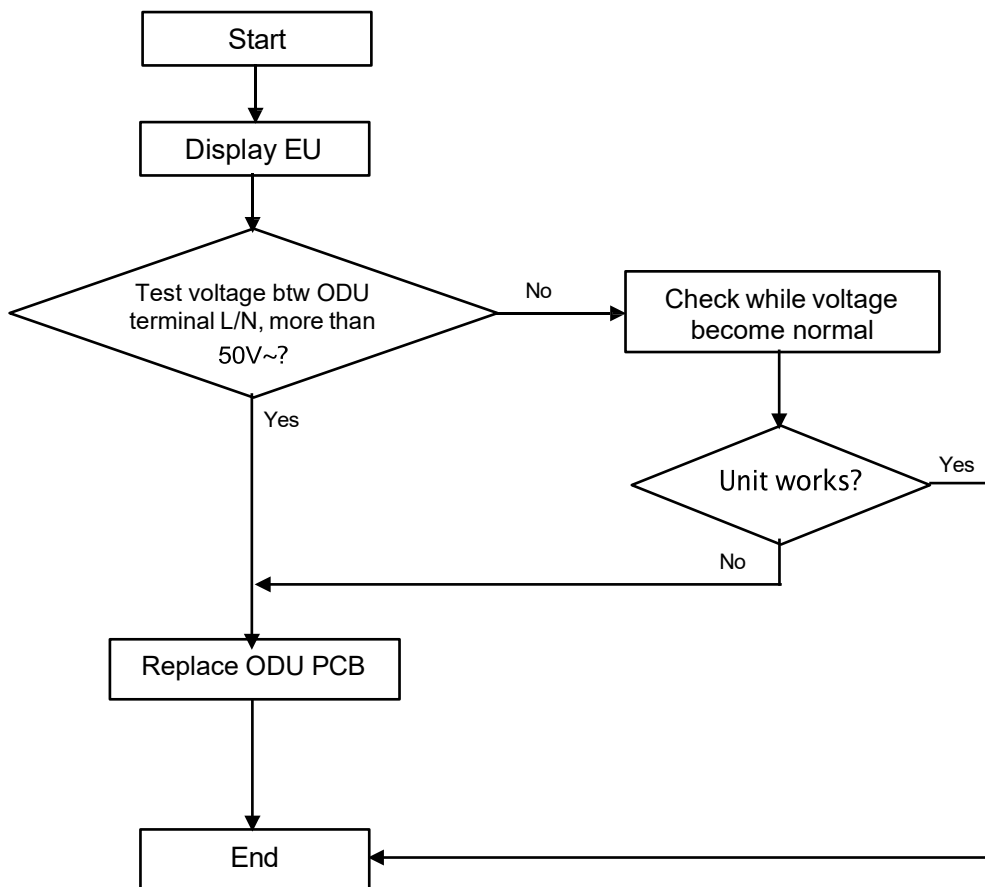 Start
Display EU
Test voltage btw ODU
terminal L/N, more than
50V~?
No
Check while voltage
become normal
Yes
Unit works?
Yes
No
Replace ODU PCB
End